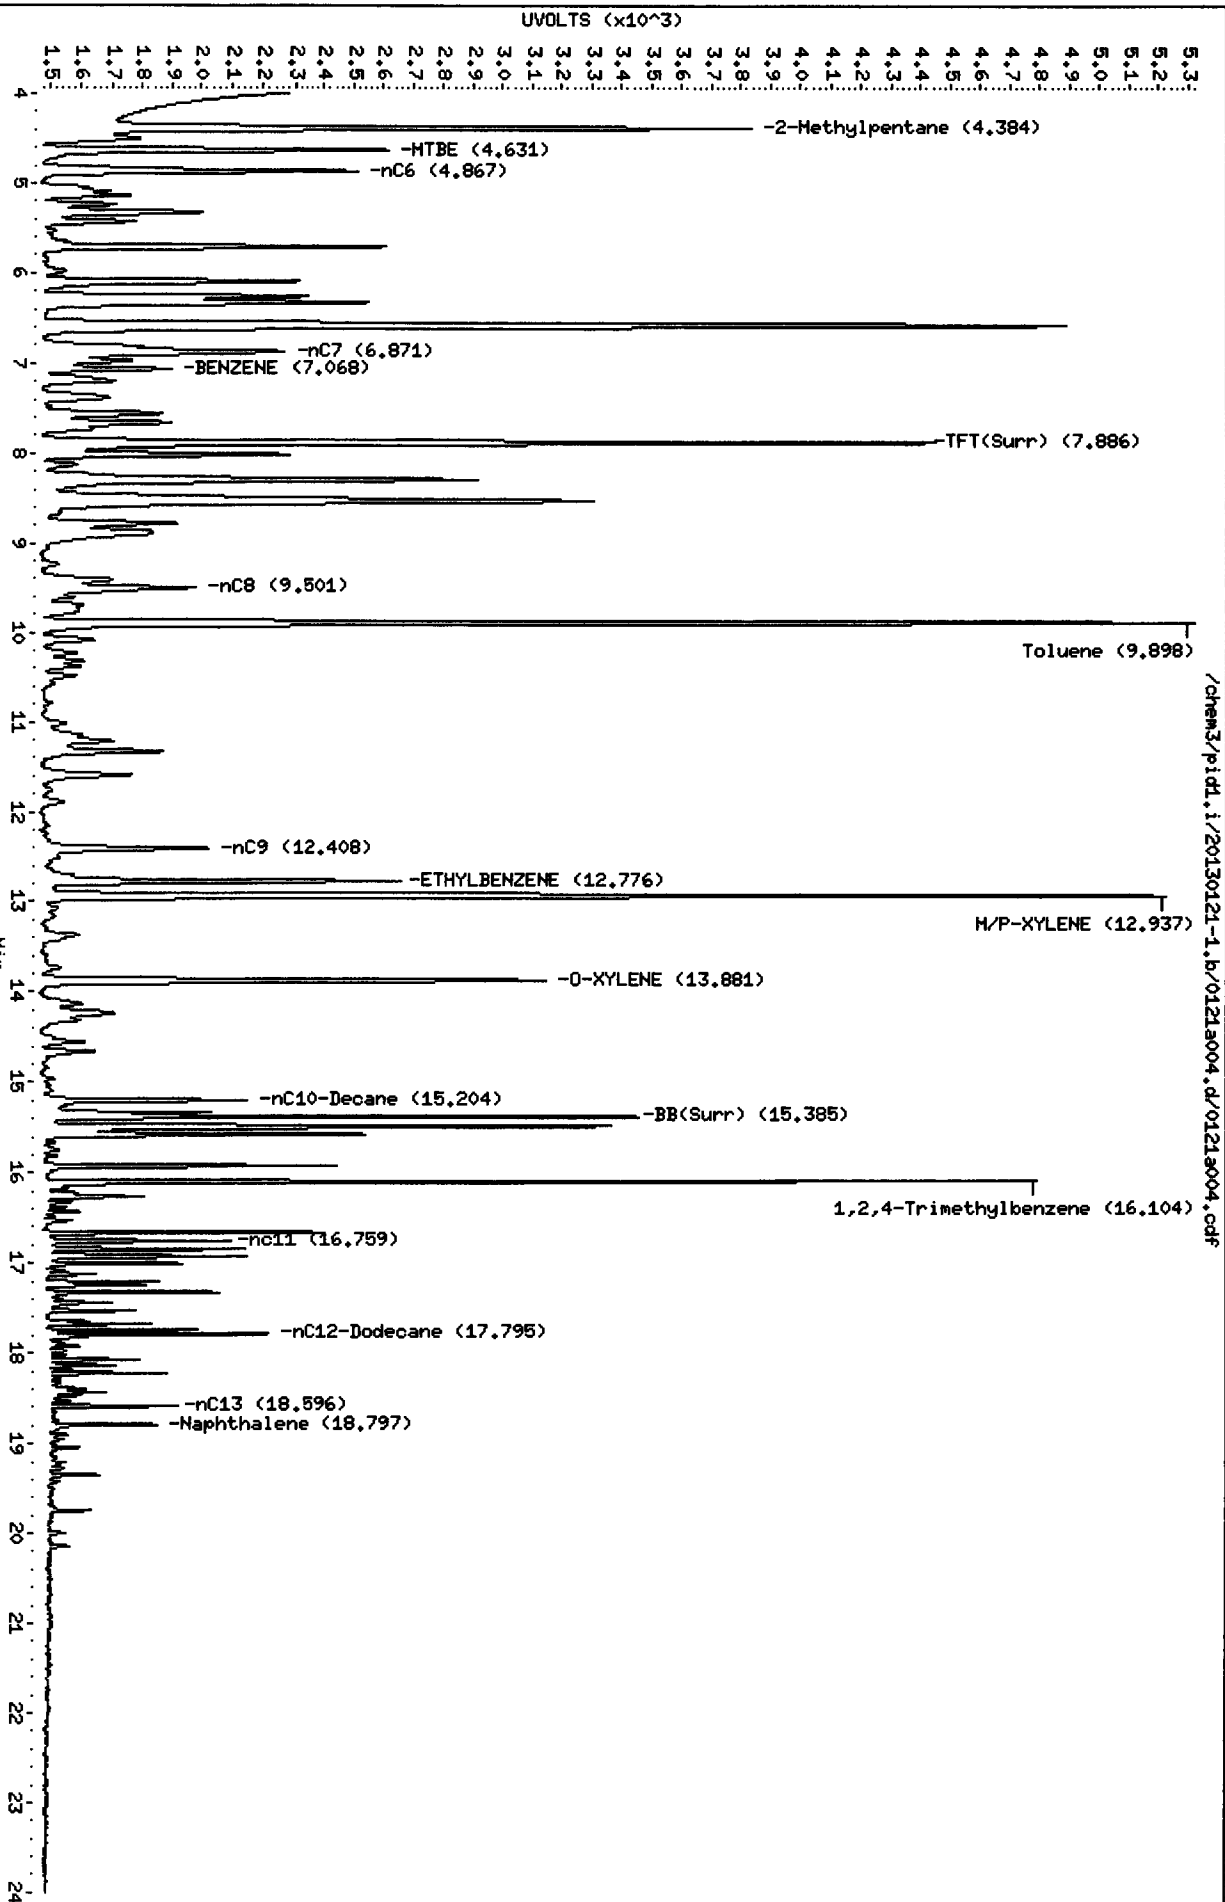 /chem3/pid1.i/20130121-1.b/0121a004.d/0121a004.cdf
UVOLTS (x10^3)
1.5
1.6
1.7
1.8
1.9
2.0
2.1
2.2
2.3
2.4
2.5
2.6
2.7
2.8
2.9
3.0
3.1
3.2
3.3
3.4
3.5
3.6
3.7
3.8
3.9
4.0
4.1
4.2
4.3
4.4
4.5
4.6
4.7
4.8
4.9
5.0
5.1
5.2
5.3
-2-Methylpentane (4.384)
-MTBE (4.631)
-nC6 (4.867)
-nC7 (6.871)
-BENZENE (7.068)
-TFT(Surr) (7.886)
-nC8 (9.501)
Toluene (9.898)
-nC9 (12.408)
-ETHYLBENZENE (12.776)
M/P-XYLENE (12.937)
-O-XYLENE (13.881)
-nC10-Decane (15.204)
-BB(Surr) (15.385)
1,2,4-Trimethylbenzene (16.104)
-nc11 (16.759)
-nC12-Dodecane (17.795)
-nC13 (18.596)
-Naphthalene (18.797)
4
5
6
7
8
9
10
11
12
13
14
15
16
17
18
19
20
21
22
23
24